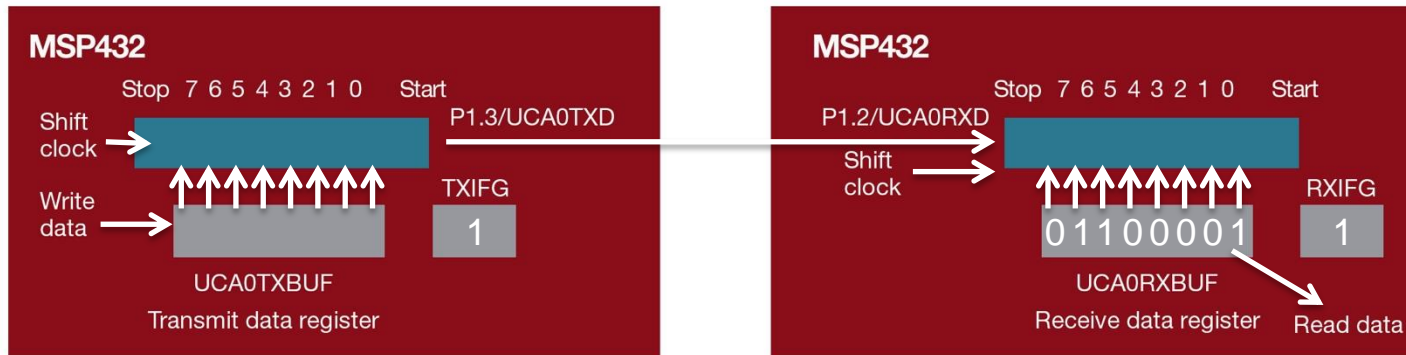 MSP432
Stop 7 6 5 4 3 2 1 0 Start
Shift
clock
P1.3/UCA0TXD
Write
data
TXIFG
1
UCA0TXBUF
Transmit data register
MSP432
Stop 7 6 5 4 3 2 1 0 Start
P1.2/UCA0RXD
Shift
clock
RXIFG
01100001
1
UCA0RXBUF
Receive data register
Read data